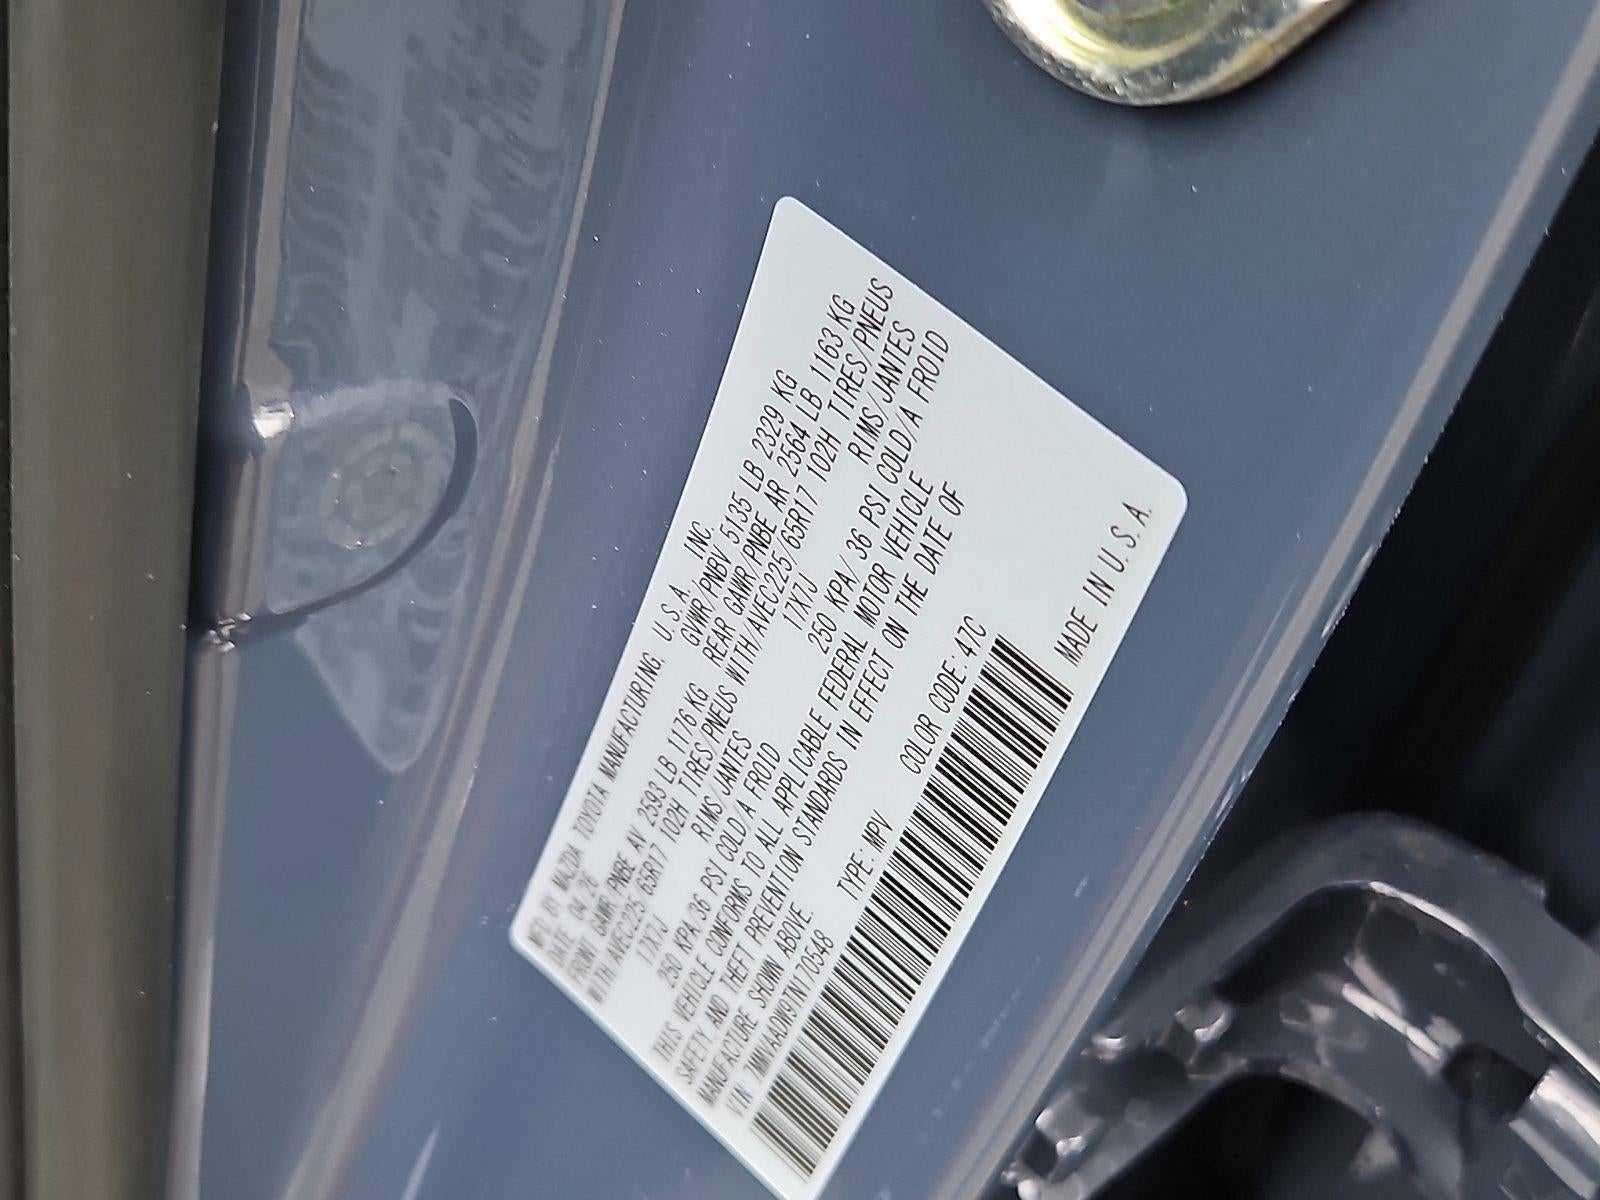 MFD BY MAZDA TOYOTA MANUFACTURING, U.S.A. INC.
DATE 04/26 GVWR/PNBV 5135 LB 2329 KG
FRONT GAWR/PNBE AV 2593 LB 1176 KG REAR GAWR/PNBE AR 2564 LB 1163 KG
WITH/AVEC225/65R17 102H TIRES/PNEUS WITH/AVEC225/65R17 102H TIRES/PNEUS
17X7J RIMS/JANTES 17X7J RIMS/JANTES
250 KPA/36 PSI COLD/A FROID 250 KPA/36 PSI COLD/A FROID
THIS VEHICLE CONFORMS TO ALL APPLICABLE FEDERAL MOTOR VEHICLE
SAFETY AND THEFT PREVENTION STANDARDS IN EFFECT ON THE DATE OF
MANUFACTURE SHOWN ABOVE.
VIN: 7MMVAADW9TN170548 TYPE: MPV COLOR CODE: 47C
MADE IN U.S.A.